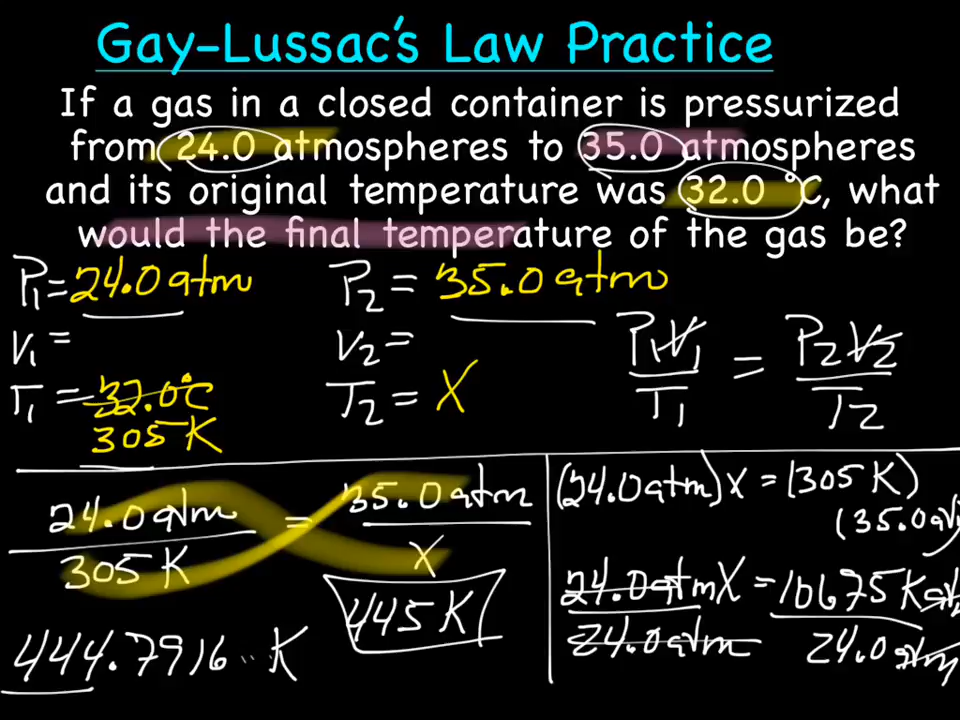 Gay-Lussac's Law Practice
If a gas in a closed container is pressurized
from 24.0 atmospheres to 35.0 atmospheres
and its original temperature was 32.0 °C, what
would the final temperature of the gas be?
P1 = 24.0 atm
V1 =
T1 = 32.0°C
305 K
P2 = 35.0 atm
V2 =
T2 = X
P1V1 / T1 = P2V2 / T2
24.0 atm / 305 K = 35.0 atm / X
444.7916.. K
445 K
(24.0 atm) X = (305 K)
(35.0 atm
24.0 atm X = 10675 K atm
24.0 atm 24.0 atm